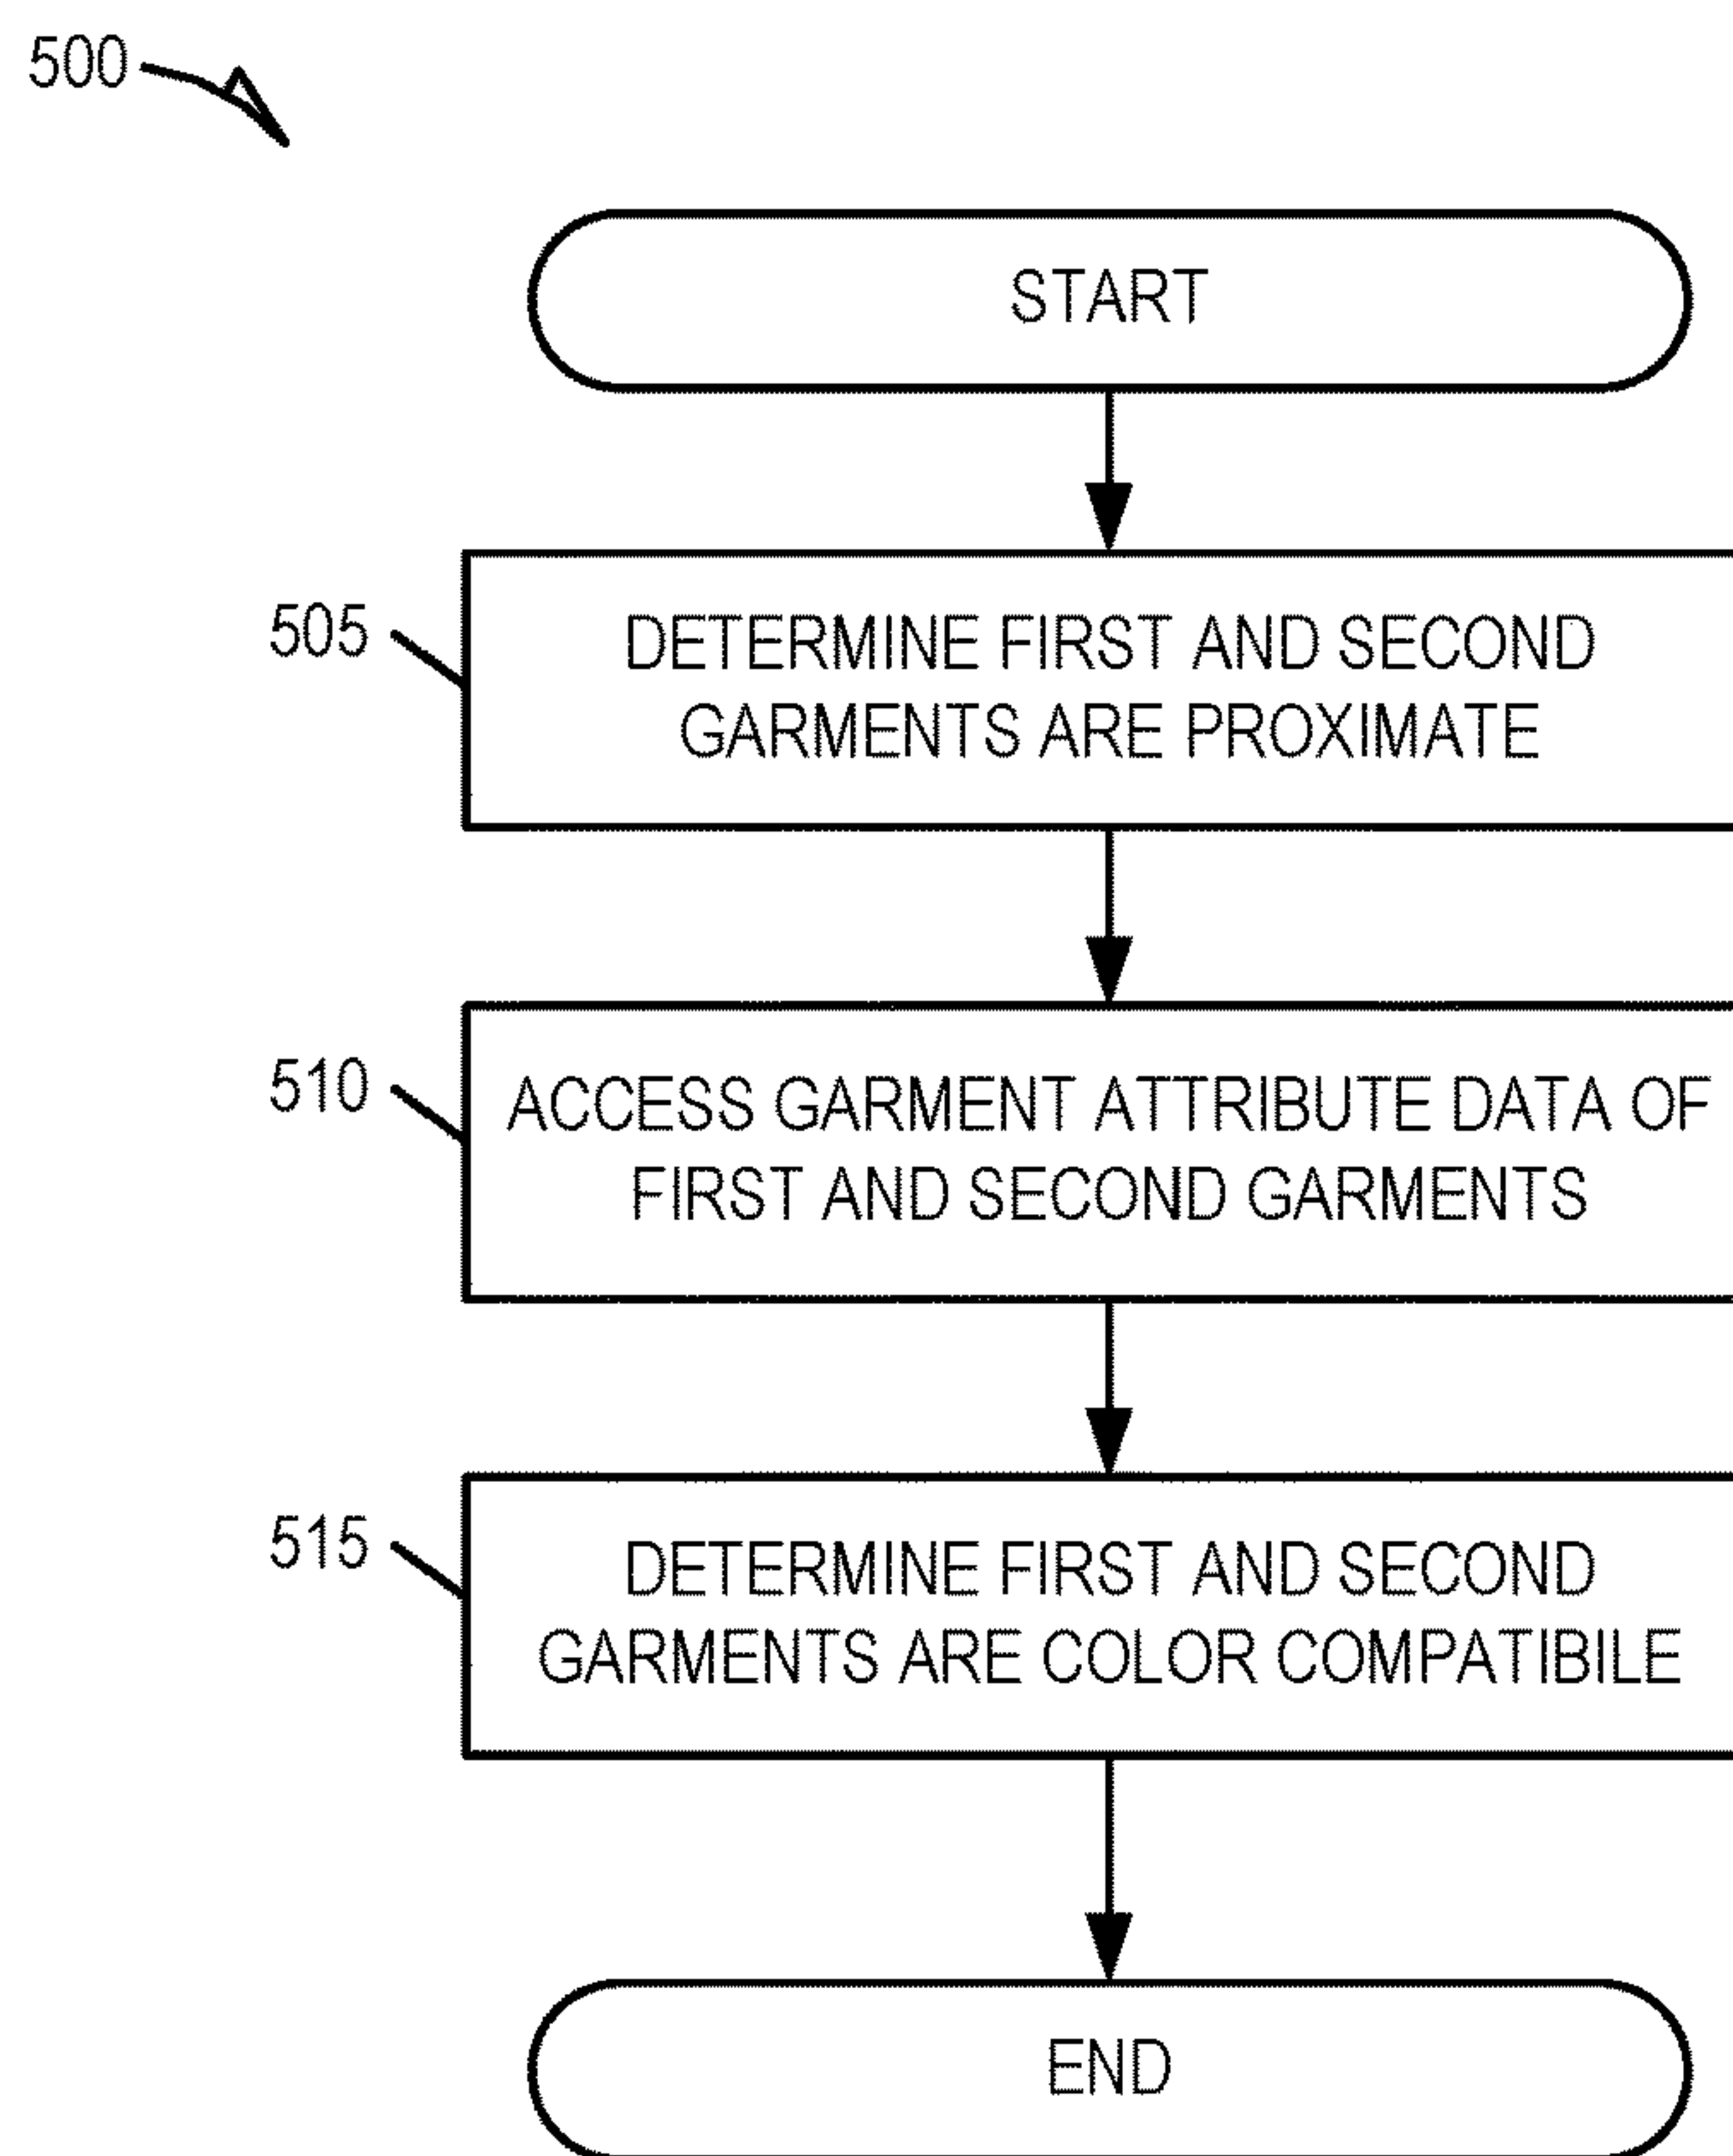 500
START
505
DETERMINE FIRST AND SECOND
GARMENTS ARE PROXIMATE
510
ACCESS GARMENT ATTRIBUTE DATA OF
FIRST AND SECOND GARMENTS
515
DETERMINE FIRST AND SECOND
GARMENTS ARE COLOR COMPATIBILE
END